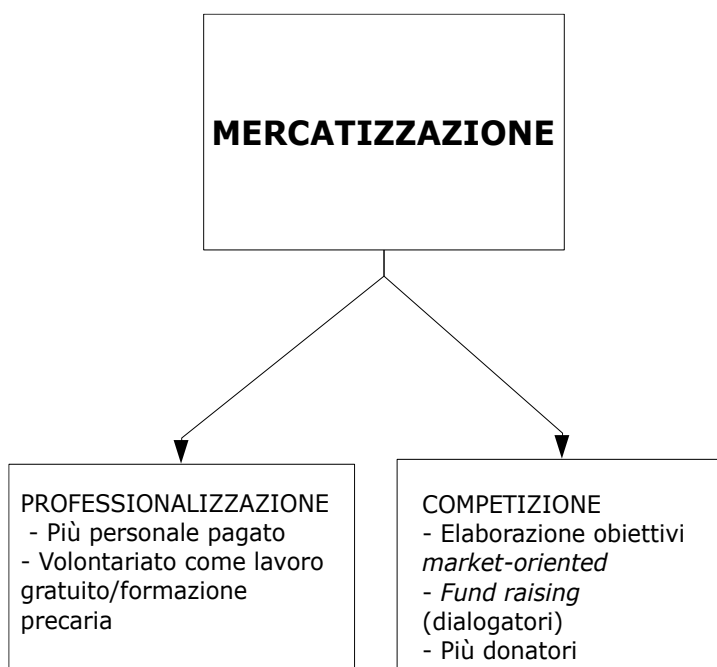 MERCATIZZAZIONE
PROFESSIONALIZZAZIONE
- Più personale pagato
- Volontariato come lavoro
gratuito/formazione
precaria
COMPETIZIONE
- Elaborazione obiettivi
market-oriented
- Fund raising
(dialogatori)
- Più donatori